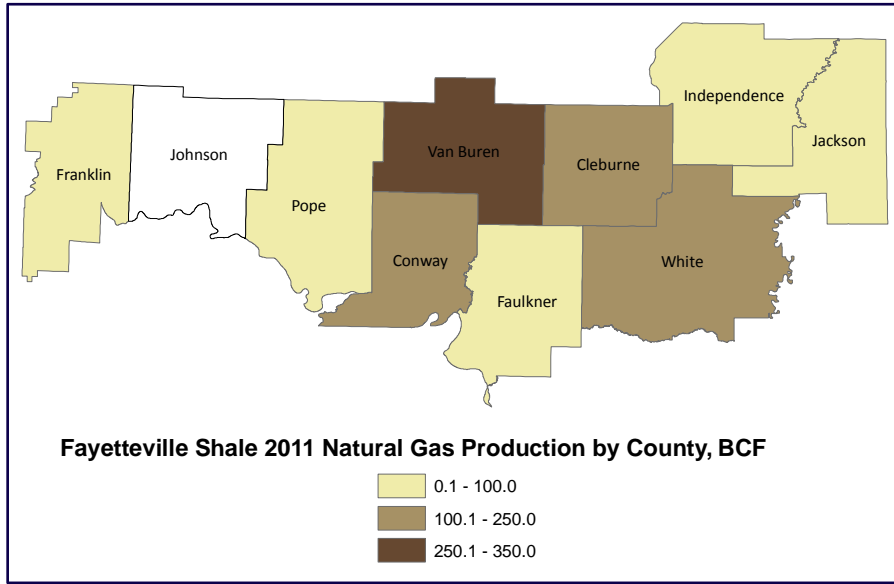 Independence
Jackson
Van Buren
Cleburne
Johnson
Franklin
Pope
Conway
White
Faulkner
Fayetteville Shale 2011 Natural Gas Production by County, BCF
0.1 - 100.0
100.1 - 250.0
250.1 - 350.0